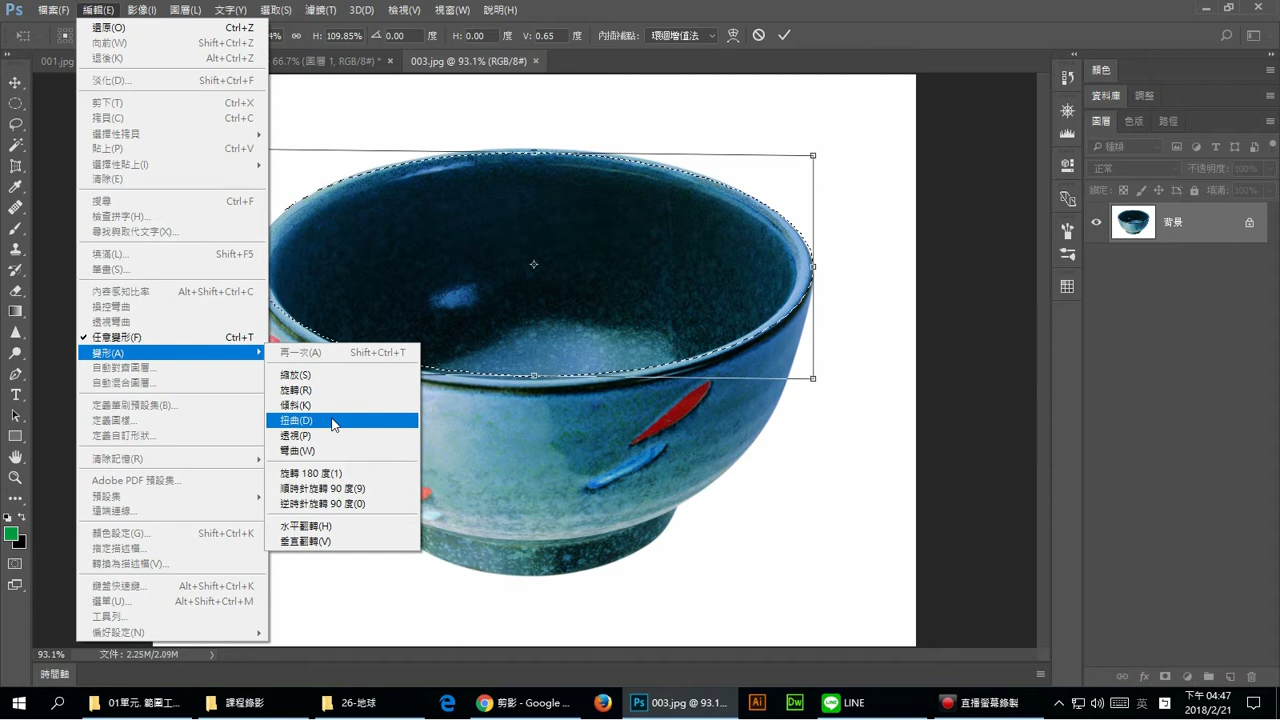 Ps 檔案(F) 編輯(E) 影像(I) 圖層(L) 文字(Y) 選取(S) 濾鏡(T) 3D(D) 檢視(V) 視窗(W) 說明(H)
4% H: 109.85% 0.00 度 H: 0.00 度 V: 0.65 度 內插補點: 環迴增值法
001.jpg 66.7% (圖層 1, RGB/8#) * × 003.jpg @ 93.1% (RGB/8#) ×
還原(O) Ctrl+Z
向前(W) Shift+Ctrl+Z
退後(K) Alt+Ctrl+Z
淡化(D)... Shift+Ctrl+F
剪下(T) Ctrl+X
拷貝(C) Ctrl+C
選擇性拷貝
貼上(P) Ctrl+V
選擇性貼上(I)
清除(E)
搜尋 Ctrl+F
檢查拼字(H)...
尋找與取代文字(X)...
填滿(L)... Shift+F5
筆畫(S)...
內容感知比率 Alt+Shift+Ctrl+C
操控彎曲
透視彎曲
任意變形(F) Ctrl+T
變形(A)
自動對齊圖層...
自動混合圖層...
定義筆刷預設集(B)...
定義圖樣...
定義自訂形狀...
清除記憶(R)
Adobe PDF 預設集...
預設集
遠端連線...
顏色設定(G)... Shift+Ctrl+K
指定描述檔...
轉換為描述檔(V)...
鍵盤快速鍵... Alt+Shift+Ctrl+K
選單(U)... Alt+Shift+Ctrl+M
工具列...
偏好設定(N)
再一次(A) Shift+Ctrl+T
縮放(S)
旋轉(R)
傾斜(K)
扭曲(D)
透視(P)
彎曲(W)
旋轉 180 度(1)
順時針旋轉 90 度(9)
逆時針旋轉 90 度(0)
水平翻轉(H)
垂直翻轉(V)
顏色
資料庫 調整
圖層 色版 路徑
種類
正常 不透明度: 100%
鎖定: 填滿: 100%
背景
93.1% 文件: 2.25M/2.09M
時間軸
01單元. 範圍工... 課程錄影 26-地球 剪影 - Google ... Ps 003.jpg @ 93.1%... Ai Dw LINE 直播螢幕錄製 英 下午 04:47
2018/2/21